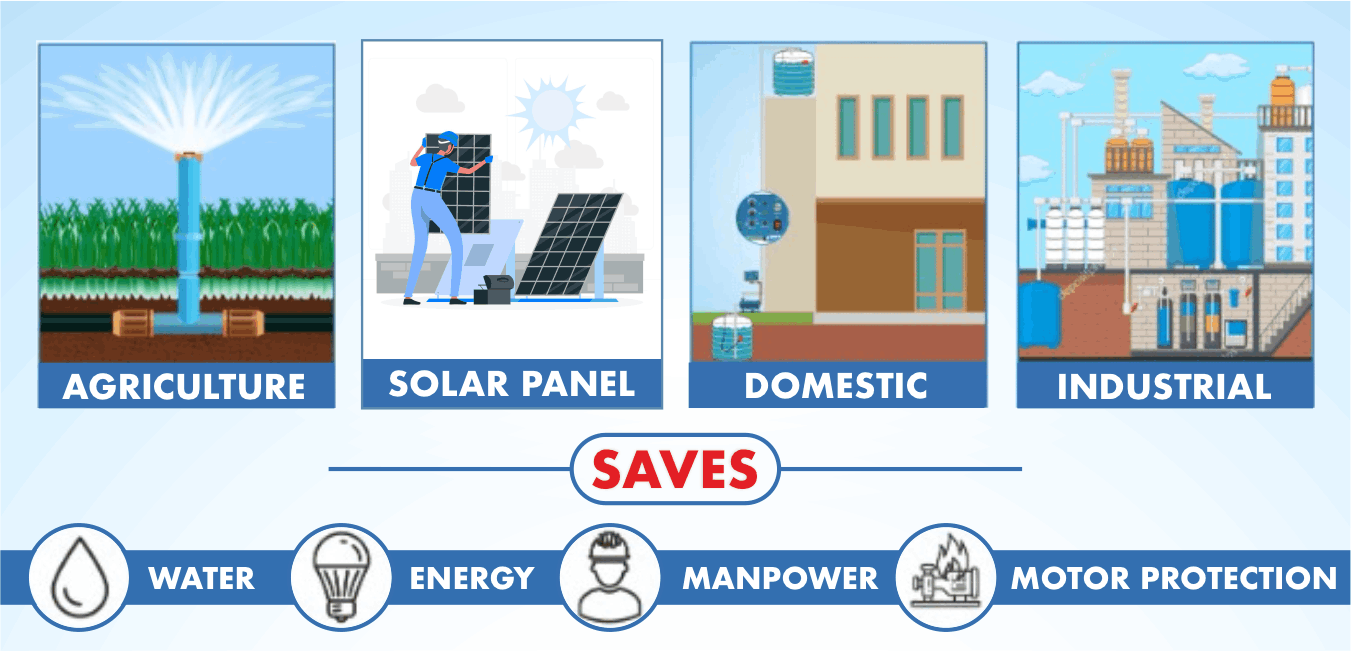 AGRICULTURE
SOLAR PANEL
DOMESTIC
INDUSTRIAL
SAVES
WATER
ENERGY
MANPOWER
MOTOR PROTECTION